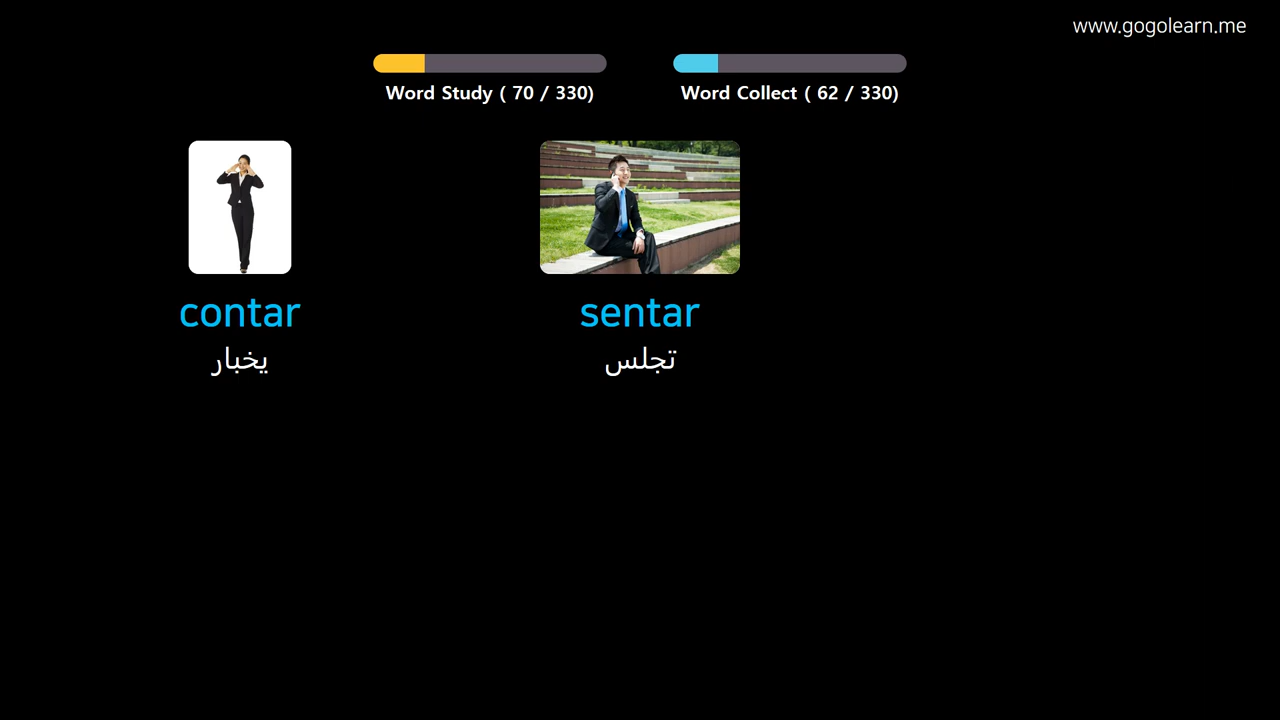 www.gogolearn.me
Word Study ( 70 / 330)
Word Collect ( 62 / 330)
contar
يخبار
sentar
تجلس